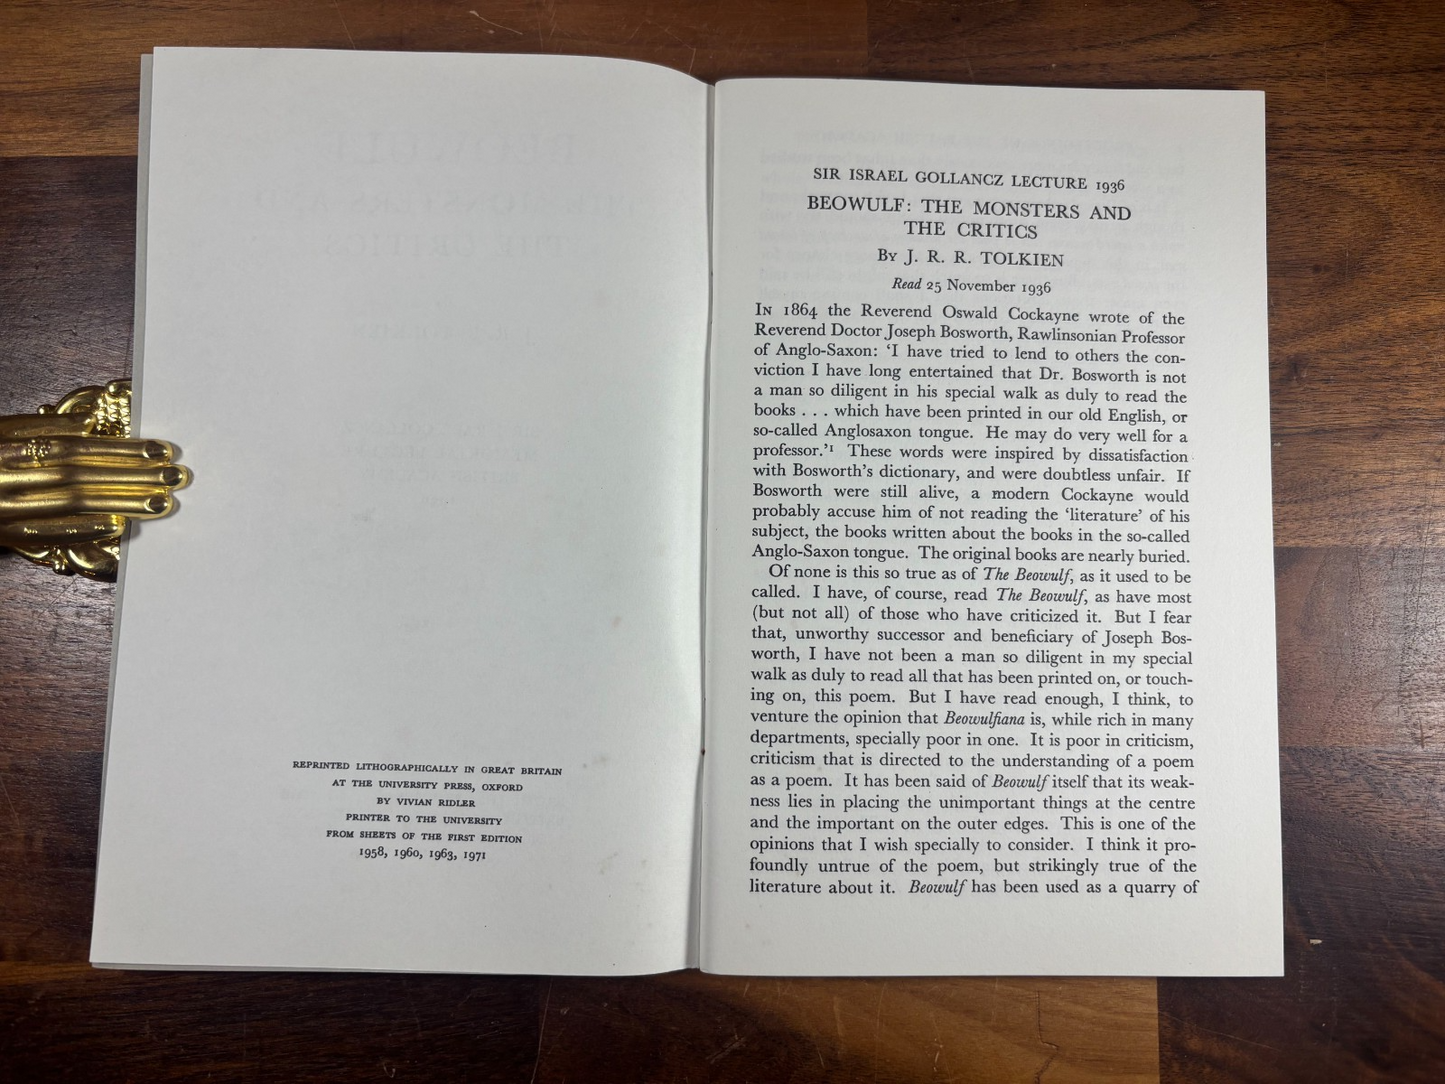 REPRINTED LITHOGRAPHICALLY IN GREAT BRITAIN
AT THE UNIVERSITY PRESS, OXFORD
BY VIVIAN RIDLER
PRINTER TO THE UNIVERSITY
FROM SHEETS OF THE FIRST EDITION
1958, 1960, 1963, 1971
SIR ISRAEL GOLLANCZ LECTURE 1936
BEOWULF: THE MONSTERS AND
THE CRITICS
By J. R. R. TOLKIEN
Read 25 November 1936
In 1864 the Reverend Oswald Cockayne wrote of the
Reverend Doctor Joseph Bosworth, Rawlinsonian Professor
of Anglo-Saxon: ‘I have tried to lend to others the con-
viction I have long entertained that Dr. Bosworth is not
a man so diligent in his special walk as duly to read the
books . . . which have been printed in our old English, or
so-called Anglosaxon tongue. He may do very well for a
professor.’¹ These words were inspired by dissatisfaction
with Bosworth’s dictionary, and were doubtless unfair. If
Bosworth were still alive, a modern Cockayne would
probably accuse him of not reading the ‘literature’ of his
subject, the books written about the books in the so-called
Anglo-Saxon tongue. The original books are nearly buried.
Of none is this so true as of The Beowulf, as it used to be
called. I have, of course, read The Beowulf, as have most
(but not all) of those who have criticized it. But I fear
that, unworthy successor and beneficiary of Joseph Bos-
worth, I have not been a man so diligent in my special
walk as duly to read all that has been printed on, or touch-
ing on, this poem. But I have read enough, I think, to
venture the opinion that Beowulfiana is, while rich in many
departments, specially poor in one. It is poor in criticism,
criticism that is directed to the understanding of a poem
as a poem. It has been said of Beowulf itself that its weak-
ness lies in placing the unimportant things at the centre
and the important on the outer edges. This is one of the
opinions that I wish specially to consider. I think it pro-
foundly untrue of the poem, but strikingly true of the
literature about it. Beowulf has been used as a quarry of